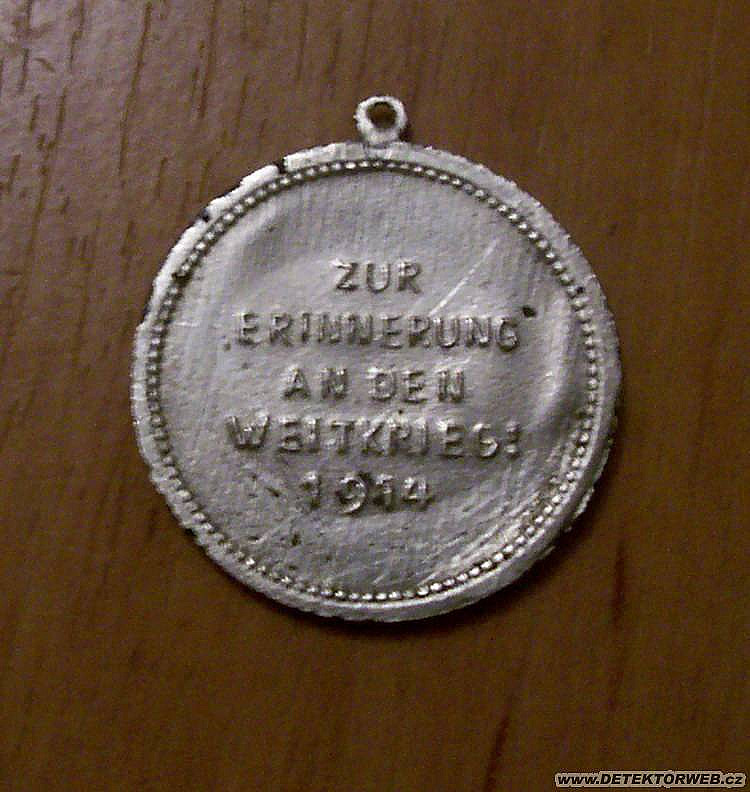 ZUR
ERINNERUNG
AN DEN
WELTKRIEG!
1914
www.DETEKTORWEB.cz